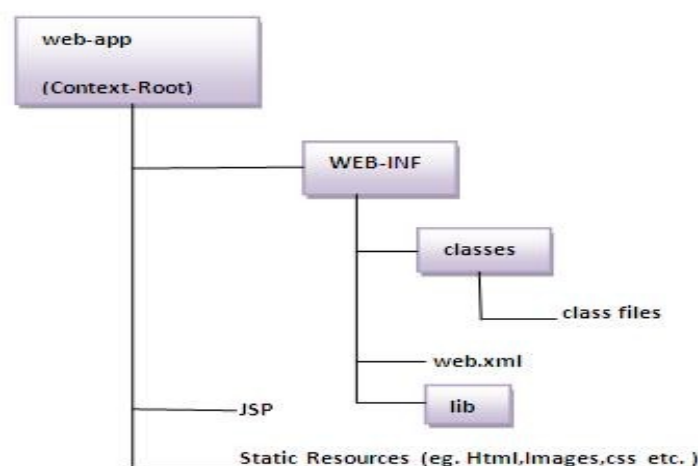 web-app
(Context-Root)
WEB-INF
classes
class files
web.xml
lib
JSP
Static Resources (eg. Html,Images,css etc. )